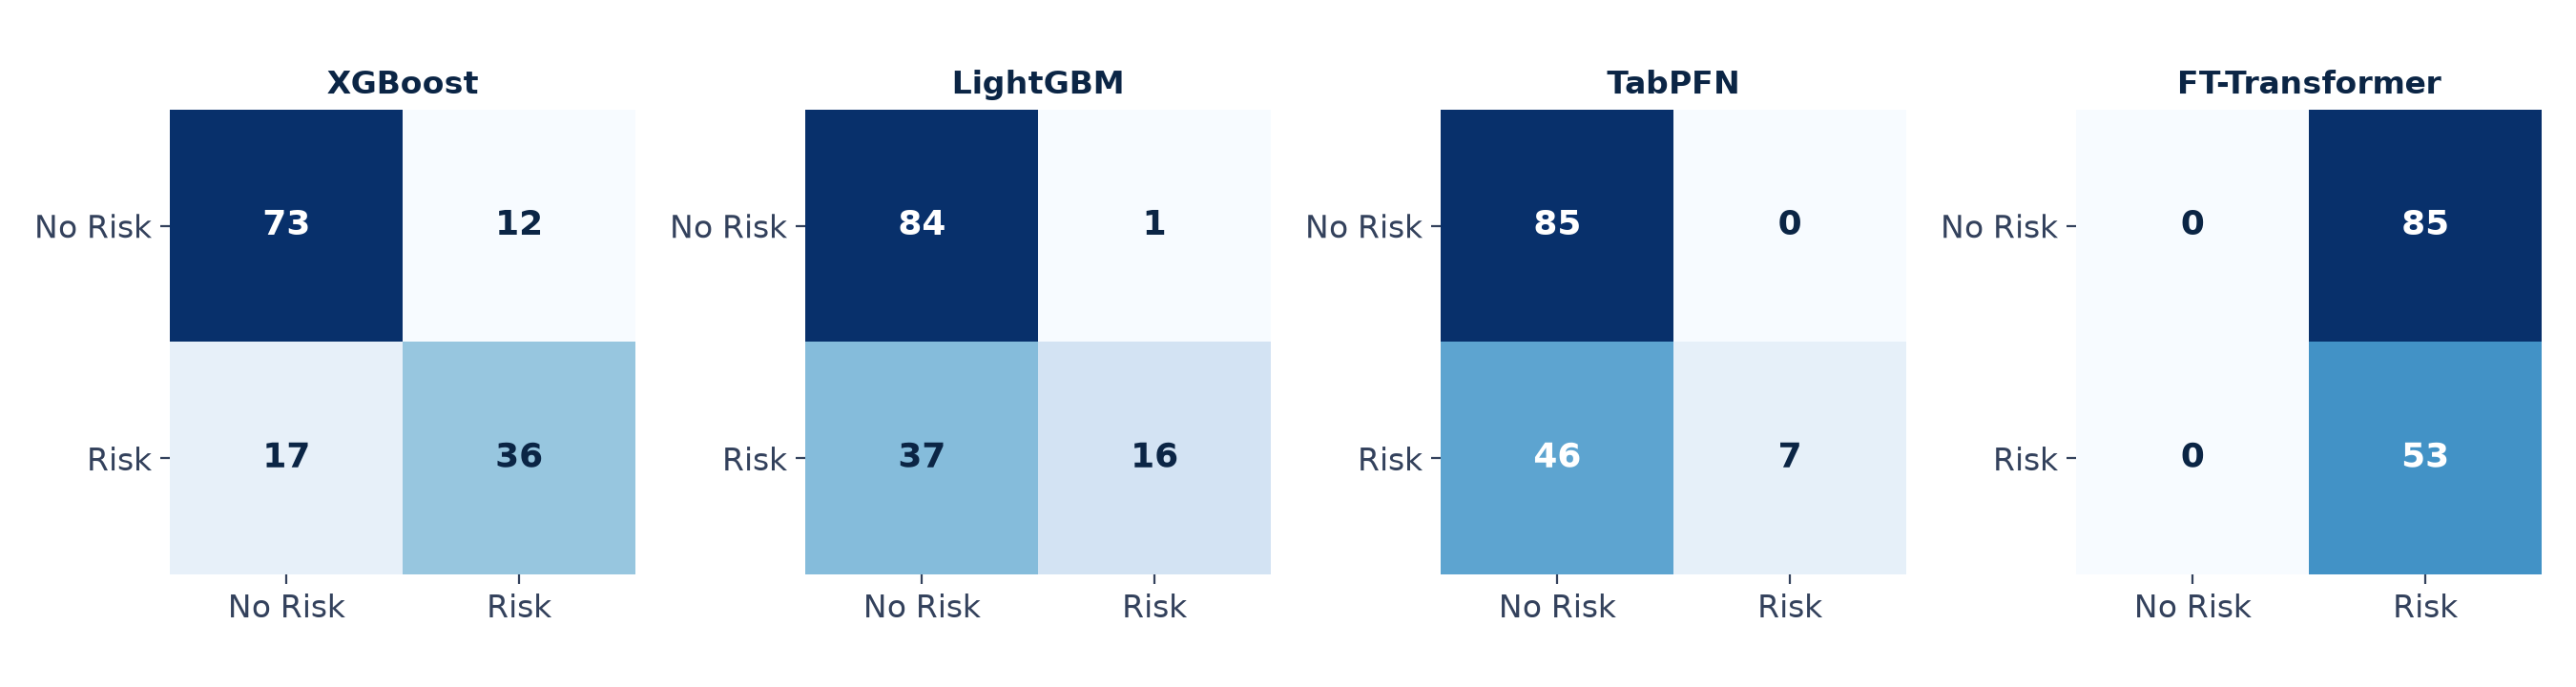 XGBoost
No Risk
73
12
Risk
17
36
No Risk
Risk
LightGBM
No Risk
84
1
Risk
37
16
No Risk
Risk
TabPFN
No Risk
85
0
Risk
46
7
No Risk
Risk
FT-Transformer
No Risk
0
85
Risk
0
53
No Risk
Risk